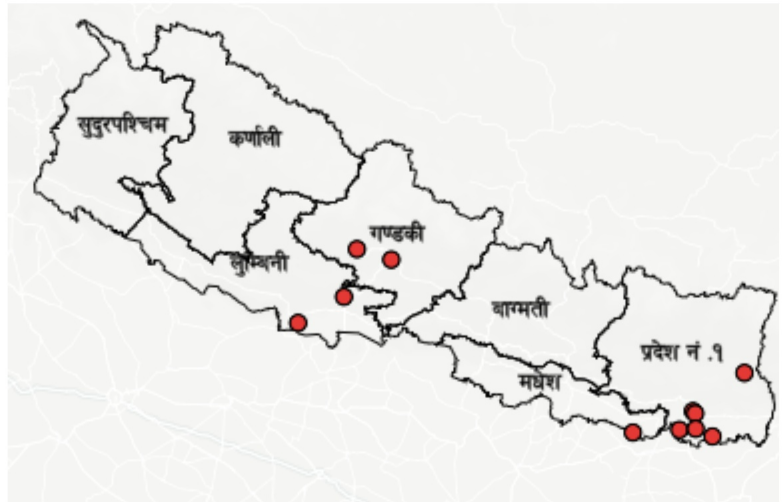 सुदुरपश्चिम
कर्णाली
गण्डकी
लुम्बिनी
बाग्मती
प्रदेश नं .१
मधेश